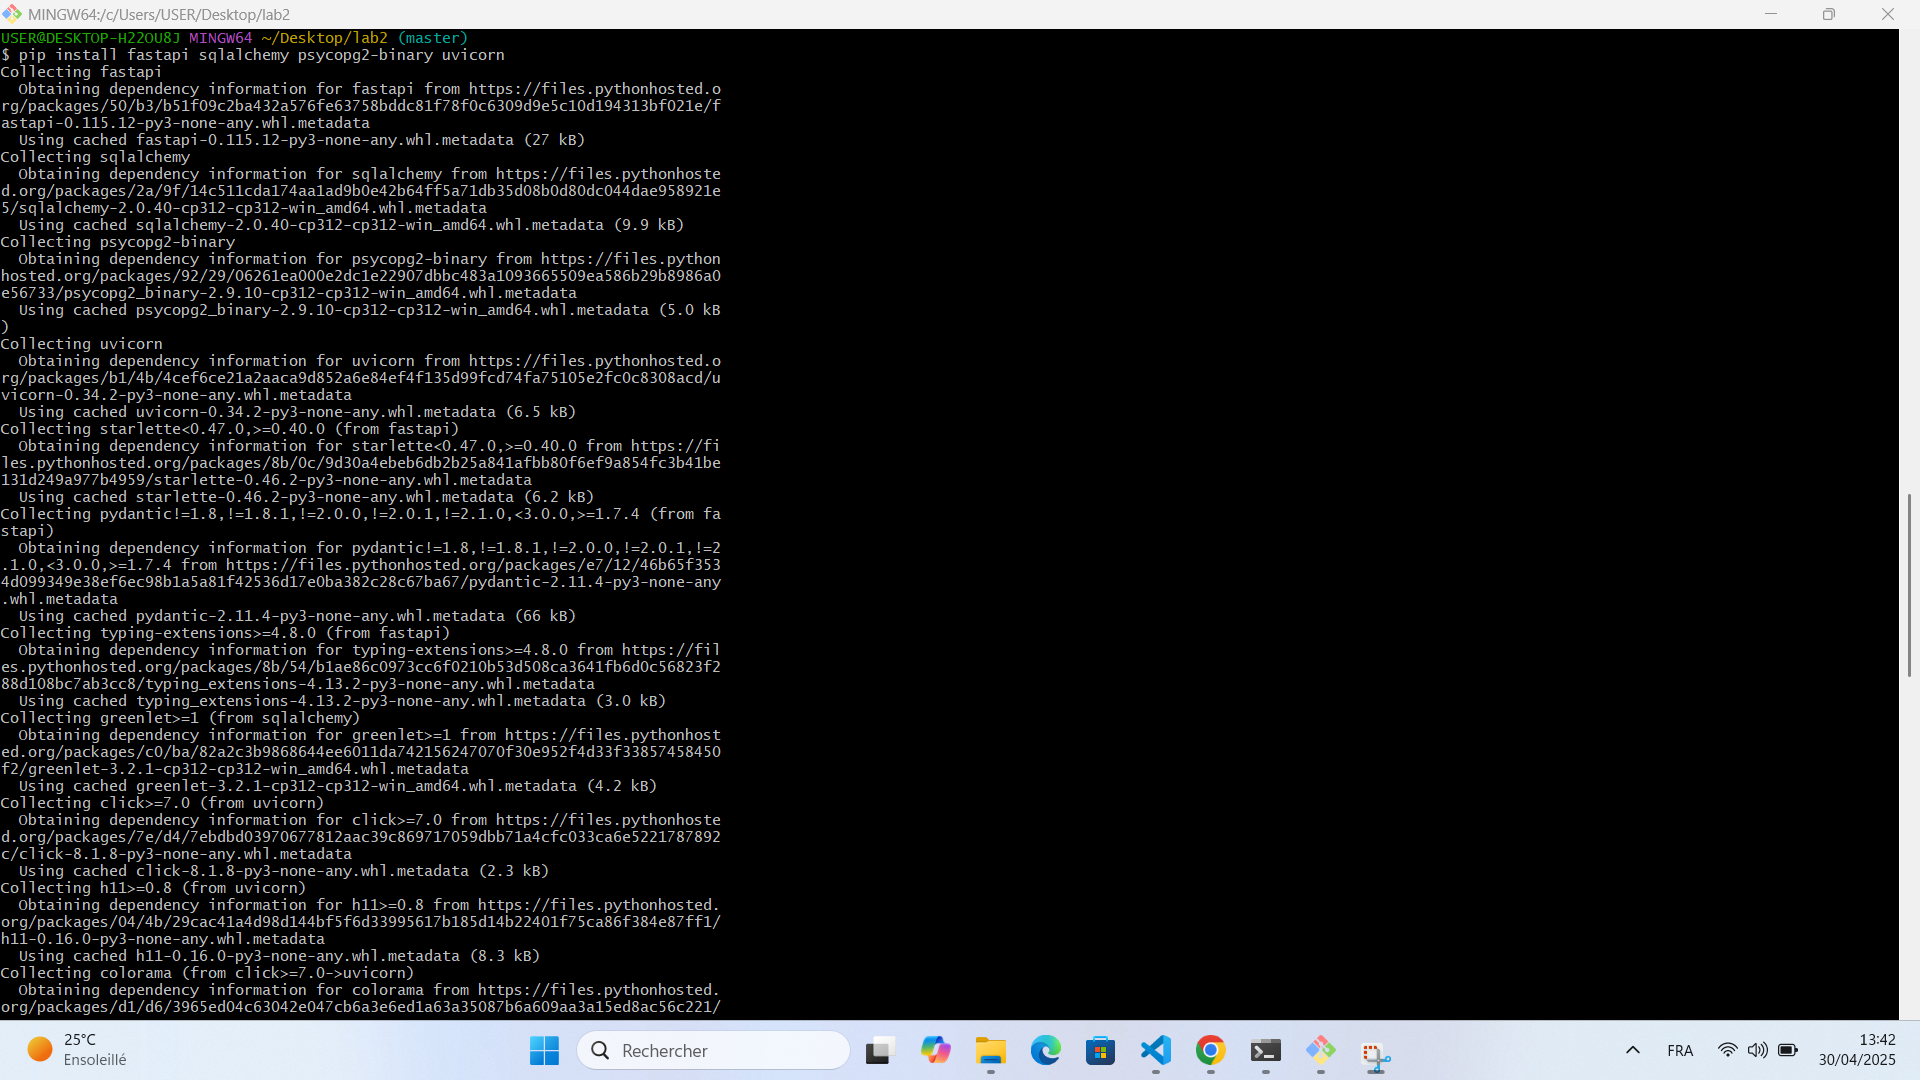 MINGW64:/c/Users/USER/Desktop/lab2
USER@DESKTOP-H22OU8J MINGW64 ~/Desktop/lab2 (master)
$ pip install fastapi sqlalchemy psycopg2-binary uvicorn
Collecting fastapi
  Obtaining dependency information for fastapi from https://files.pythonhosted.o
rg/packages/50/b3/b51f09c2ba432a576fe63758bddc81f78f0c6309d9e5c10d194313bf021e/f
astapi-0.115.12-py3-none-any.whl.metadata
  Using cached fastapi-0.115.12-py3-none-any.whl.metadata (27 kB)
Collecting sqlalchemy
  Obtaining dependency information for sqlalchemy from https://files.pythonhoste
d.org/packages/2a/9f/14c511cda174aa1ad9b0e42b64ff5a71db35d08b0d80dc044dae958921e
5/sqlalchemy-2.0.40-cp312-cp312-win_amd64.whl.metadata
  Using cached sqlalchemy-2.0.40-cp312-cp312-win_amd64.whl.metadata (9.9 kB)
Collecting psycopg2-binary
  Obtaining dependency information for psycopg2-binary from https://files.python
hosted.org/packages/92/29/06261ea000e2dc1e22907dbbc483a1093665509ea586b29b8986a0
e56733/psycopg2_binary-2.9.10-cp312-cp312-win_amd64.whl.metadata
  Using cached psycopg2_binary-2.9.10-cp312-cp312-win_amd64.whl.metadata (5.0 kB
)
Collecting uvicorn
  Obtaining dependency information for uvicorn from https://files.pythonhosted.o
rg/packages/b1/4b/4cef6ce21a2aaca9d852a6e84ef4f135d99fcd74fa75105e2fc0c8308acd/u
vicorn-0.34.2-py3-none-any.whl.metadata
  Using cached uvicorn-0.34.2-py3-none-any.whl.metadata (6.5 kB)
Collecting starlette<0.47.0,>=0.40.0 (from fastapi)
  Obtaining dependency information for starlette<0.47.0,>=0.40.0 from https://fi
les.pythonhosted.org/packages/8b/0c/9d30a4ebeb6db2b25a841afbb80f6ef9a854fc3b41be
131d249a977b4959/starlette-0.46.2-py3-none-any.whl.metadata
  Using cached starlette-0.46.2-py3-none-any.whl.metadata (6.2 kB)
Collecting pydantic!=1.8,!=1.8.1,!=2.0.0,!=2.0.1,!=2.1.0,<3.0.0,>=1.7.4 (from fa
stapi)
  Obtaining dependency information for pydantic!=1.8,!=1.8.1,!=2.0.0,!=2.0.1,!=2
.1.0,<3.0.0,>=1.7.4 from https://files.pythonhosted.org/packages/e7/12/46b65f353
4d099349e38ef6ec98b1a5a81f42536d17e0ba382c28c67ba67/pydantic-2.11.4-py3-none-any
.whl.metadata
  Using cached pydantic-2.11.4-py3-none-any.whl.metadata (66 kB)
Collecting typing-extensions>=4.8.0 (from fastapi)
  Obtaining dependency information for typing-extensions>=4.8.0 from https://fil
es.pythonhosted.org/packages/8b/54/b1ae86c0973cc6f0210b53d508ca3641fb6d0c56823f2
88d108bc7ab3cc8/typing_extensions-4.13.2-py3-none-any.whl.metadata
  Using cached typing_extensions-4.13.2-py3-none-any.whl.metadata (3.0 kB)
Collecting greenlet>=1 (from sqlalchemy)
  Obtaining dependency information for greenlet>=1 from https://files.pythonhost
ed.org/packages/c0/ba/82a2c3b9868644ee6011da742156247070f30e952f4d33f33857458450
f2/greenlet-3.2.1-cp312-cp312-win_amd64.whl.metadata
  Using cached greenlet-3.2.1-cp312-cp312-win_amd64.whl.metadata (4.2 kB)
Collecting click>=7.0 (from uvicorn)
  Obtaining dependency information for click>=7.0 from https://files.pythonhoste
d.org/packages/7e/d4/7ebdbd03970677812aac39c869717059dbb71a4cfc033ca6e5221787892
c/click-8.1.8-py3-none-any.whl.metadata
  Using cached click-8.1.8-py3-none-any.whl.metadata (2.3 kB)
Collecting h11>=0.8 (from uvicorn)
  Obtaining dependency information for h11>=0.8 from https://files.pythonhosted.
org/packages/04/4b/29cac41a4d98d144bf5f6d33995617b185d14b22401f75ca86f384e87ff1/
h11-0.16.0-py3-none-any.whl.metadata
  Using cached h11-0.16.0-py3-none-any.whl.metadata (8.3 kB)
Collecting colorama (from click>=7.0->uvicorn)
  Obtaining dependency information for colorama from https://files.pythonhosted.
org/packages/d1/d6/3965ed04c63042e047cb6a3e6ed1a63a35087b6a609aa3a15ed8ac56c221/
25°C
Ensoleillé
Rechercher
FRA
13:42
30/04/2025